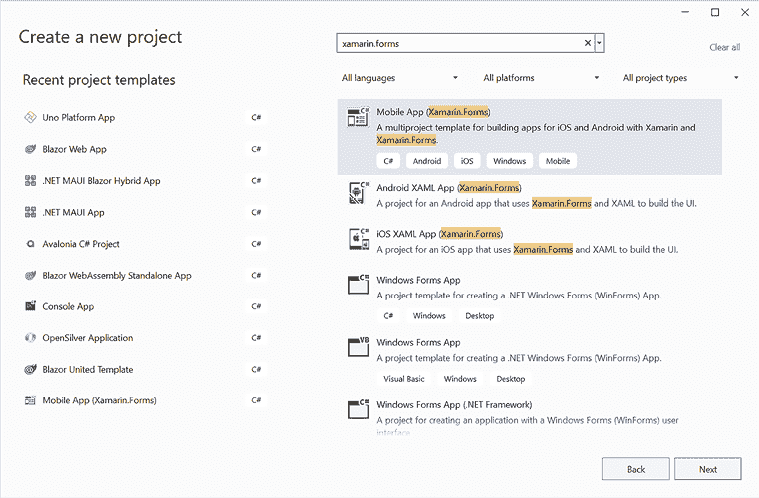 Create a new project
xamarin.forms
Clear all
Recent project templates
All languages
All platforms
All project types
Uno Platform App C#
Blazor Web App C#
.NET MAUI Blazor Hybrid App C#
.NET MAUI App C#
Avalonia C# Project C#
Blazor WebAssembly Standalone App C#
Console App C#
OpenSilver Application C#
Blazor United Template C#
Mobile App (Xamarin.Forms) C#
C#
Mobile App (Xamarin.Forms)
A multiproject template for building apps for iOS and Android with Xamarin and
Xamarin.Forms.
C# Android iOS Windows Mobile
C#
Android XAML App (Xamarin.Forms)
A project for an Android app that uses Xamarin.Forms and XAML to build the UI.
C#
iOS XAML App (Xamarin.Forms)
A project for an iOS app that uses Xamarin.Forms and XAML to build the UI.
C#
Windows Forms App
A project template for creating a .NET Windows Forms (WinForms) App.
C# Windows Desktop
VB
Windows Forms App
A project template for creating a .NET Windows Forms (WinForms) App.
Visual Basic Windows Desktop
C#
Windows Forms App (.NET Framework)
A project for creating an application with a Windows Forms (WinForms) user
interface
Back
Next